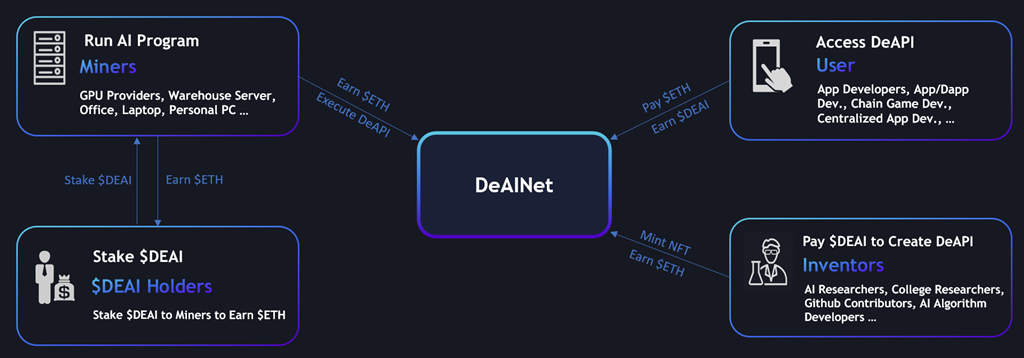 Run AI Program
Miners
GPU Providers, Warehouse Server,
Office, Laptop, Personal PC ...
Earn $ETH
Execute DeAPI
Access DeAPI
User
App Developers, App/Dapp
Dev., Chain Game Dev.,
Centralized App Dev., ...
Pay $ETH
Earn $DEAI
DeAINet
Stake $DEAI
Earn $ETH
Stake $DEAI
$DEAI Holders
Stake $DEAI to Miners to Earn $ETH
Mint NFT
Earn $ETH
Pay $DEAI to Create DeAPI
Inventors
AI Researchers, College Researchers,
Github Contributors, AI Algorithm
Developers ...